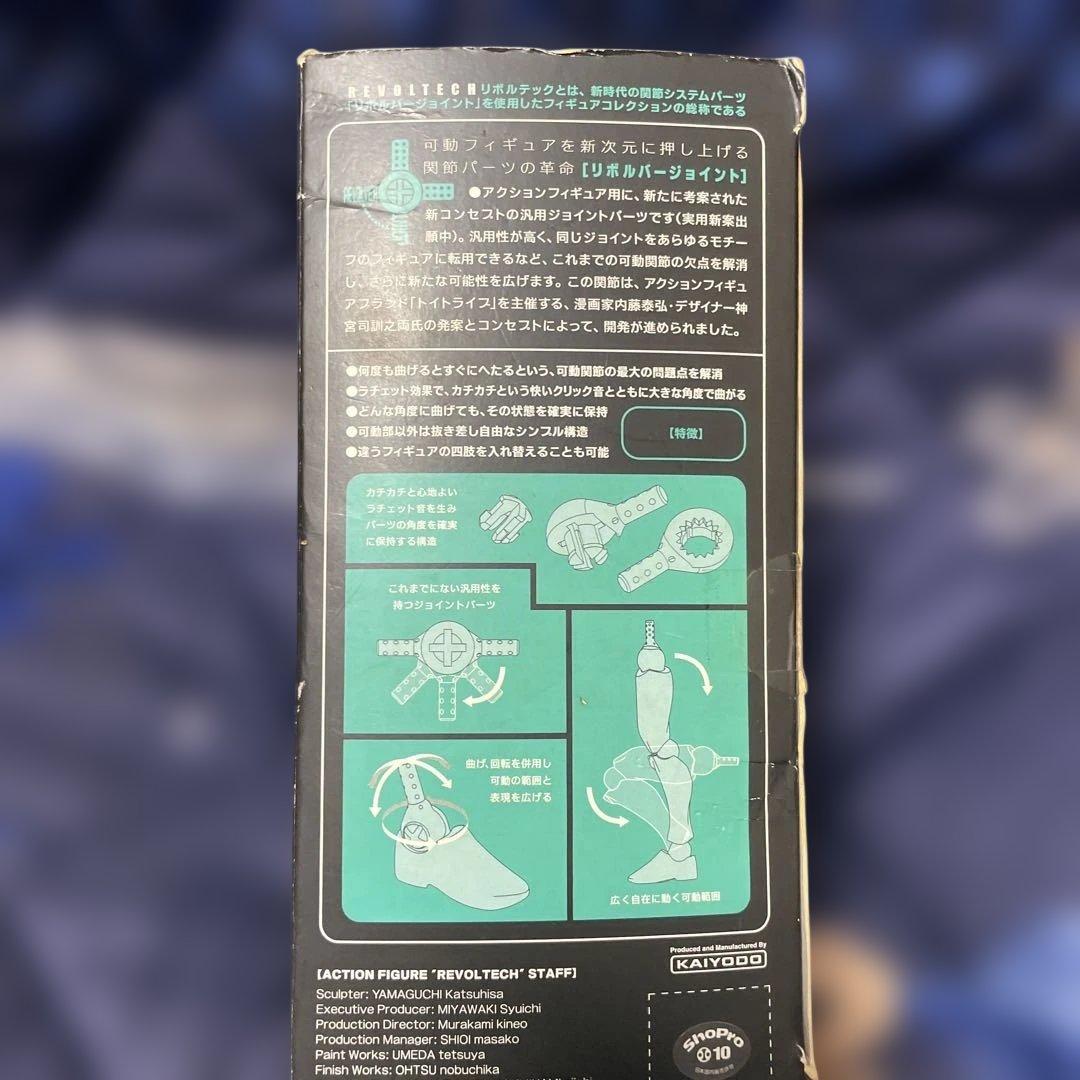 REVOLTECHリボルテックとは、新時代の関節システムパーツ
「リボルバージョイント」を使用したフィギュアコレクションの総称である
可動フィギュアを新次元に押し上げる
関節パーツの革命[リボルバージョイント]
●アクションフィギュア用に、新たに考案された
新コンセプトの汎用ジョイントパーツです(実用新案出
願中)。汎用性が高く、同じジョイントをあらゆるモチー
フのフィギュアに転用できるなど、これまでの可動関節の欠点を解消
し、さらに新たな可能性を広げます。この関節は、アクションフィギュ
アブランド「トイトライブ」を主催する、漫画家内藤泰弘・デザイナー神
宮司訓之両氏の発案とコンセプトによって、開発が進められました。
●何度も曲げるとすぐにへたるという、可動関節の最大の問題点を解消
●ラチェット効果で、カチカチという快いクリック音とともに大きな角度で曲がる
●どんな角度に曲げても、その状態を確実に保持
●可動部以外は抜き差し自由なシンプル構造
●違うフィギュアの四肢を入れ替えることも可能
【特徴】
カチカチと心地よい
ラチェット音を生み
パーツの角度を確実
に保持する構造
これまでにない汎用性を
持つジョイントパーツ
曲げ、回転を併用し
可動の範囲と
表現を広げる
広く自在に動く可動範囲
Produced and Manufactured By
KAIYODO
[ACTION FIGURE "REVOLTECH" STAFF]
Sculpter: YAMAGUCHI Katsuhisa
Executive Producer: MIYAWAKI Syuichi
Production Director: Murakami kineo
Production Manager: SHIOI masako
Paint Works: UMEDA tetsuya
Finish Works: OHTSU nobuchika
ShoPro
10